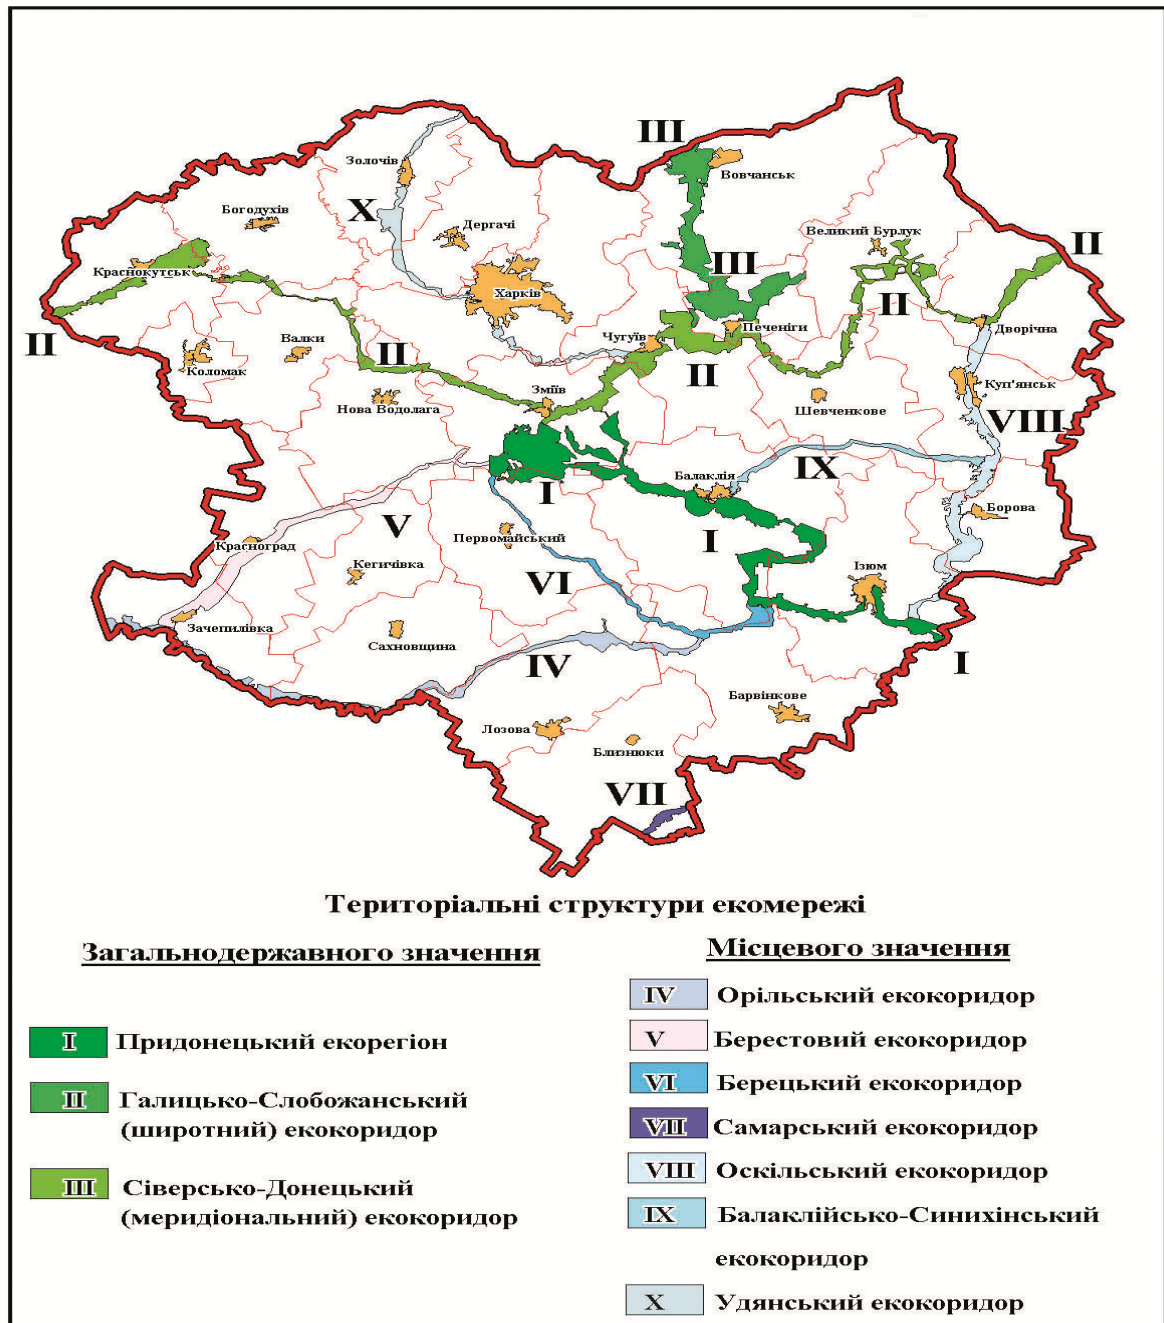 III
Золочів
Вовчанськ
X
Богодухів
Дергачі
Великий Бурлук
II
Краснокутськ
III
Харків
II
Печеніги
Дворічна
II
Чугуїв
Валки
Коломак
II
II
Куп'янськ
Зміїв
Нова Водолага
Шевченкове
VIII
IX
Балаклія
I
V
Борова
Первомайський
I
Красноград
Кегичівка
VI
Ізюм
Зачепилівка
Сахновщина
IV
I
Барвінкове
Лозова
Близнюки
VII
Територіальні структури екомережі
Загальнодержавного значення
I Придонецький екорегіон
II Галицько-Слобожанський
(широтний) екокоридор
III Сіверсько-Донецький
(меридіональний) екокоридор
Місцевого значення
IV Орільський екокоридор
V Берестовий екокоридор
VI Берецький екокоридор
VII Самарський екокоридор
VIII Оскільський екокоридор
IX Балаклійсько-Синихінський
екокоридор
X Удянський екокоридор